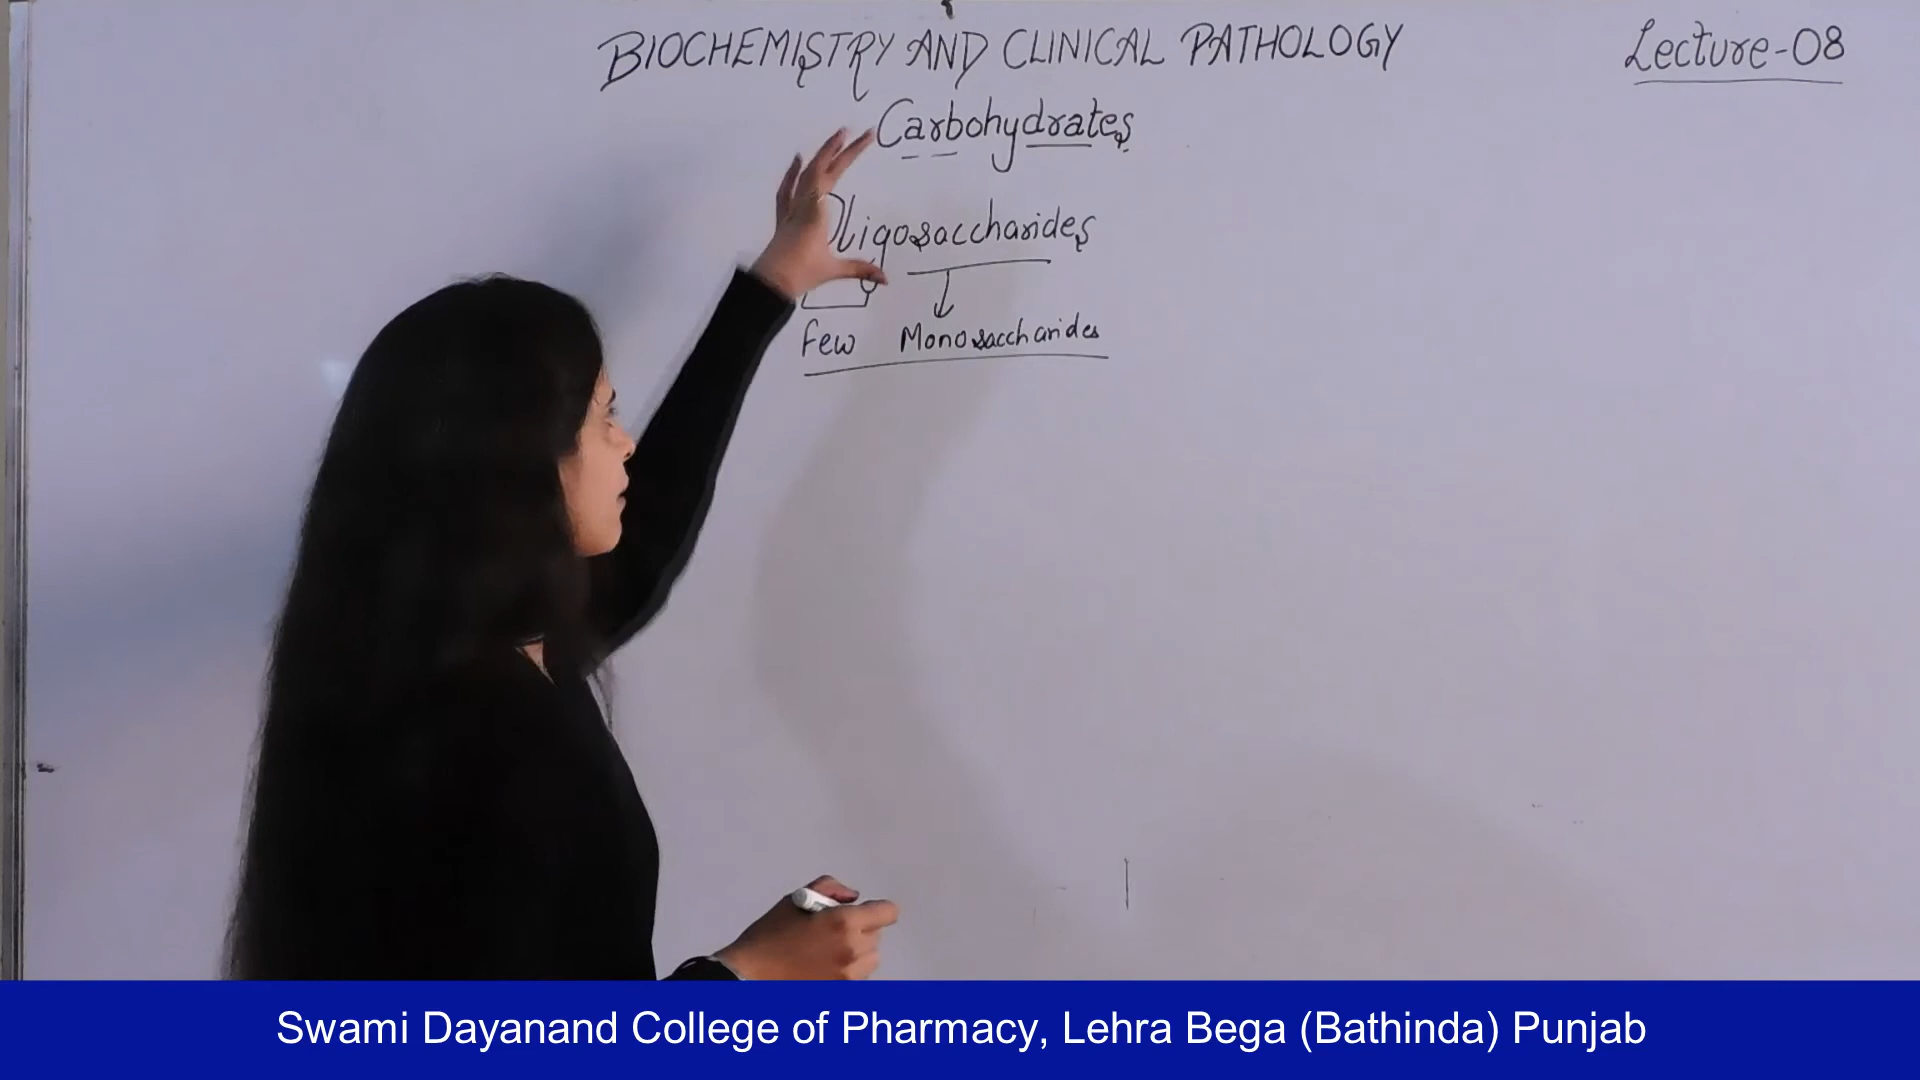 BIOCHEMISTRY AND CLINICAL PATHOLOGY
Lecture-08
Carbohydrates
Oligosaccharides
Few Monosaccharides
Swami Dayanand College of Pharmacy, Lehra Bega (Bathinda) Punjab